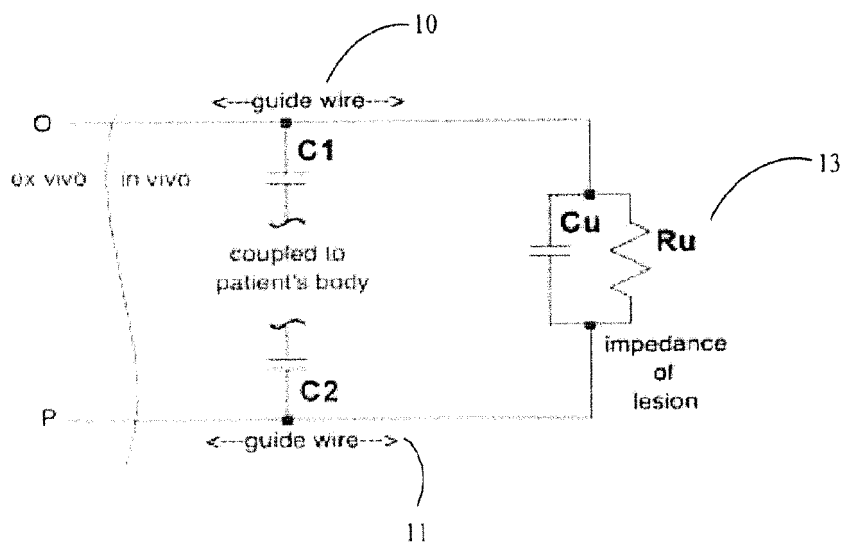 10
<---guide wire--->
O
C1
ex vivo
in vivo
13
Cu
Ru
coupled to
patient's body
impedance
of
lesion
C2
P
<---guide wire--->
11